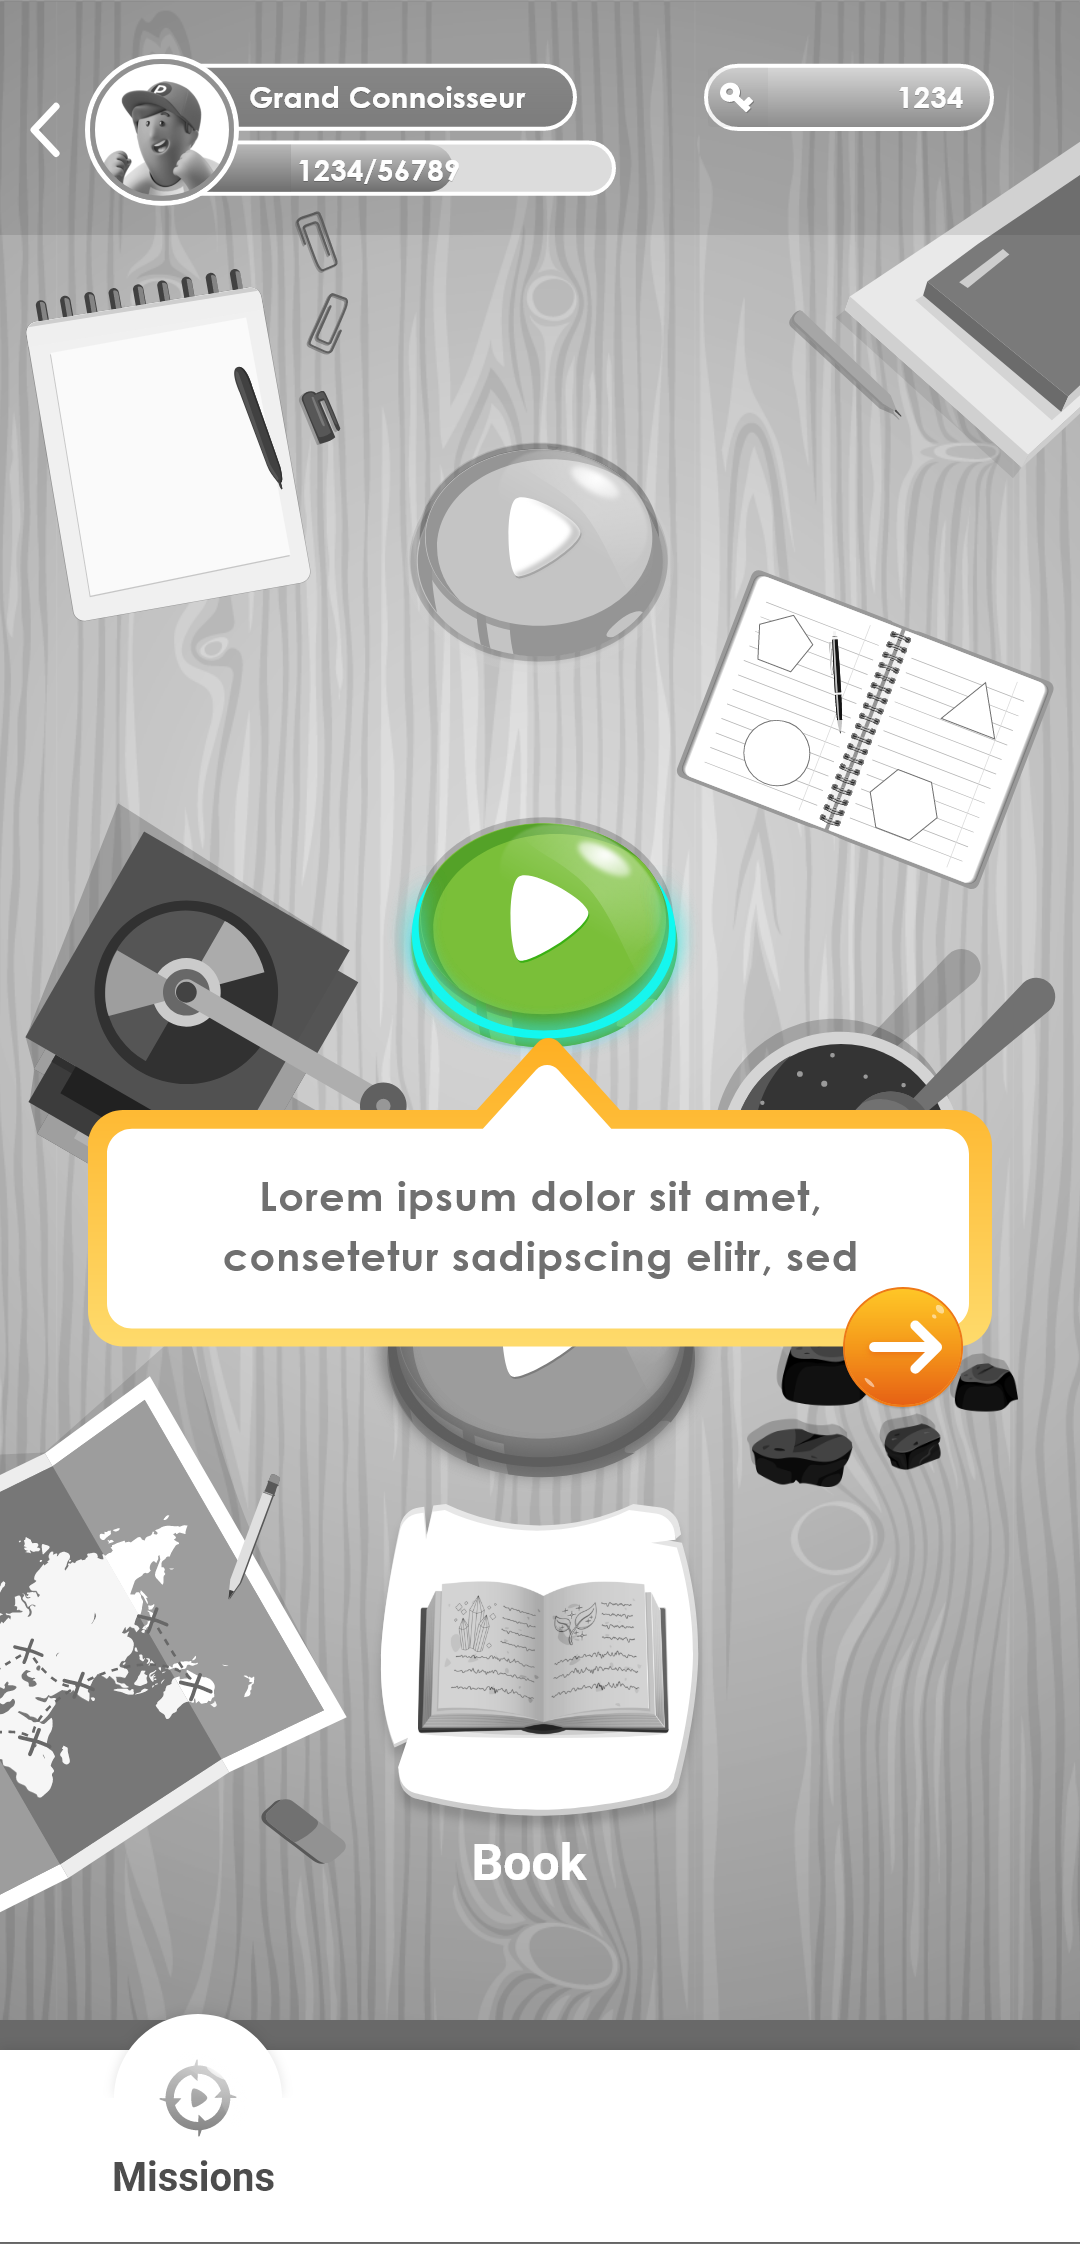 Grand Connoisseur
1234
1234/56789
Lorem ipsum dolor sit amet,
consetetur sadipscing elitr, sed
Book
Missions